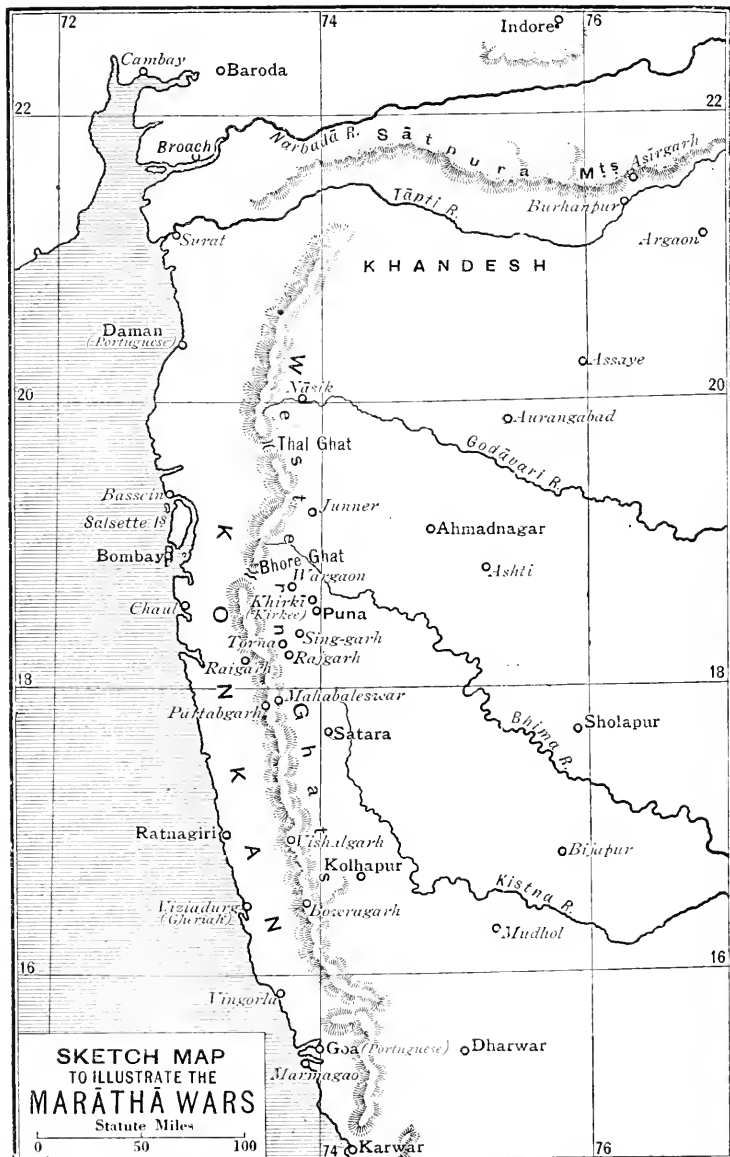 72
74
76
Indore
Cambay
Baroda
22
22
Narbadā R.
Sātpura Mts
Asirgarh
Broach
Burhanpur
Tāpti R.
Surat
Argaon
KHANDESH
Daman
(Portuguese)
Assaye
Nāsik
20
20
Aurangabad
Western Ghats
Thal Ghat
Godāvari R.
Bassein
Junner
Salsette Is
Ahmadnagar
Bombay
Bhore Ghat
Ashti
Wargaon
Chaul
Khirkī
(Kirkee)
Puna
KONKAN
Sing-garh
Torna
Rajgarh
Raigarh
18
18
Mahabaleswar
Partabgarh
Satara
Bhima R.
Sholapur
Ratnagiri
Vishalgarh
Bijapur
Kolhapur
Kistna R.
Viziadurg
(Gheriah)
Mudhol
16
16
Vingorla
Goa (Portuguese)
Dharwar
Marmagao
SKETCH MAP
TO ILLUSTRATE THE
MARĀTHĀ WARS
Statute Miles
0 50 100
74
76
Karwar